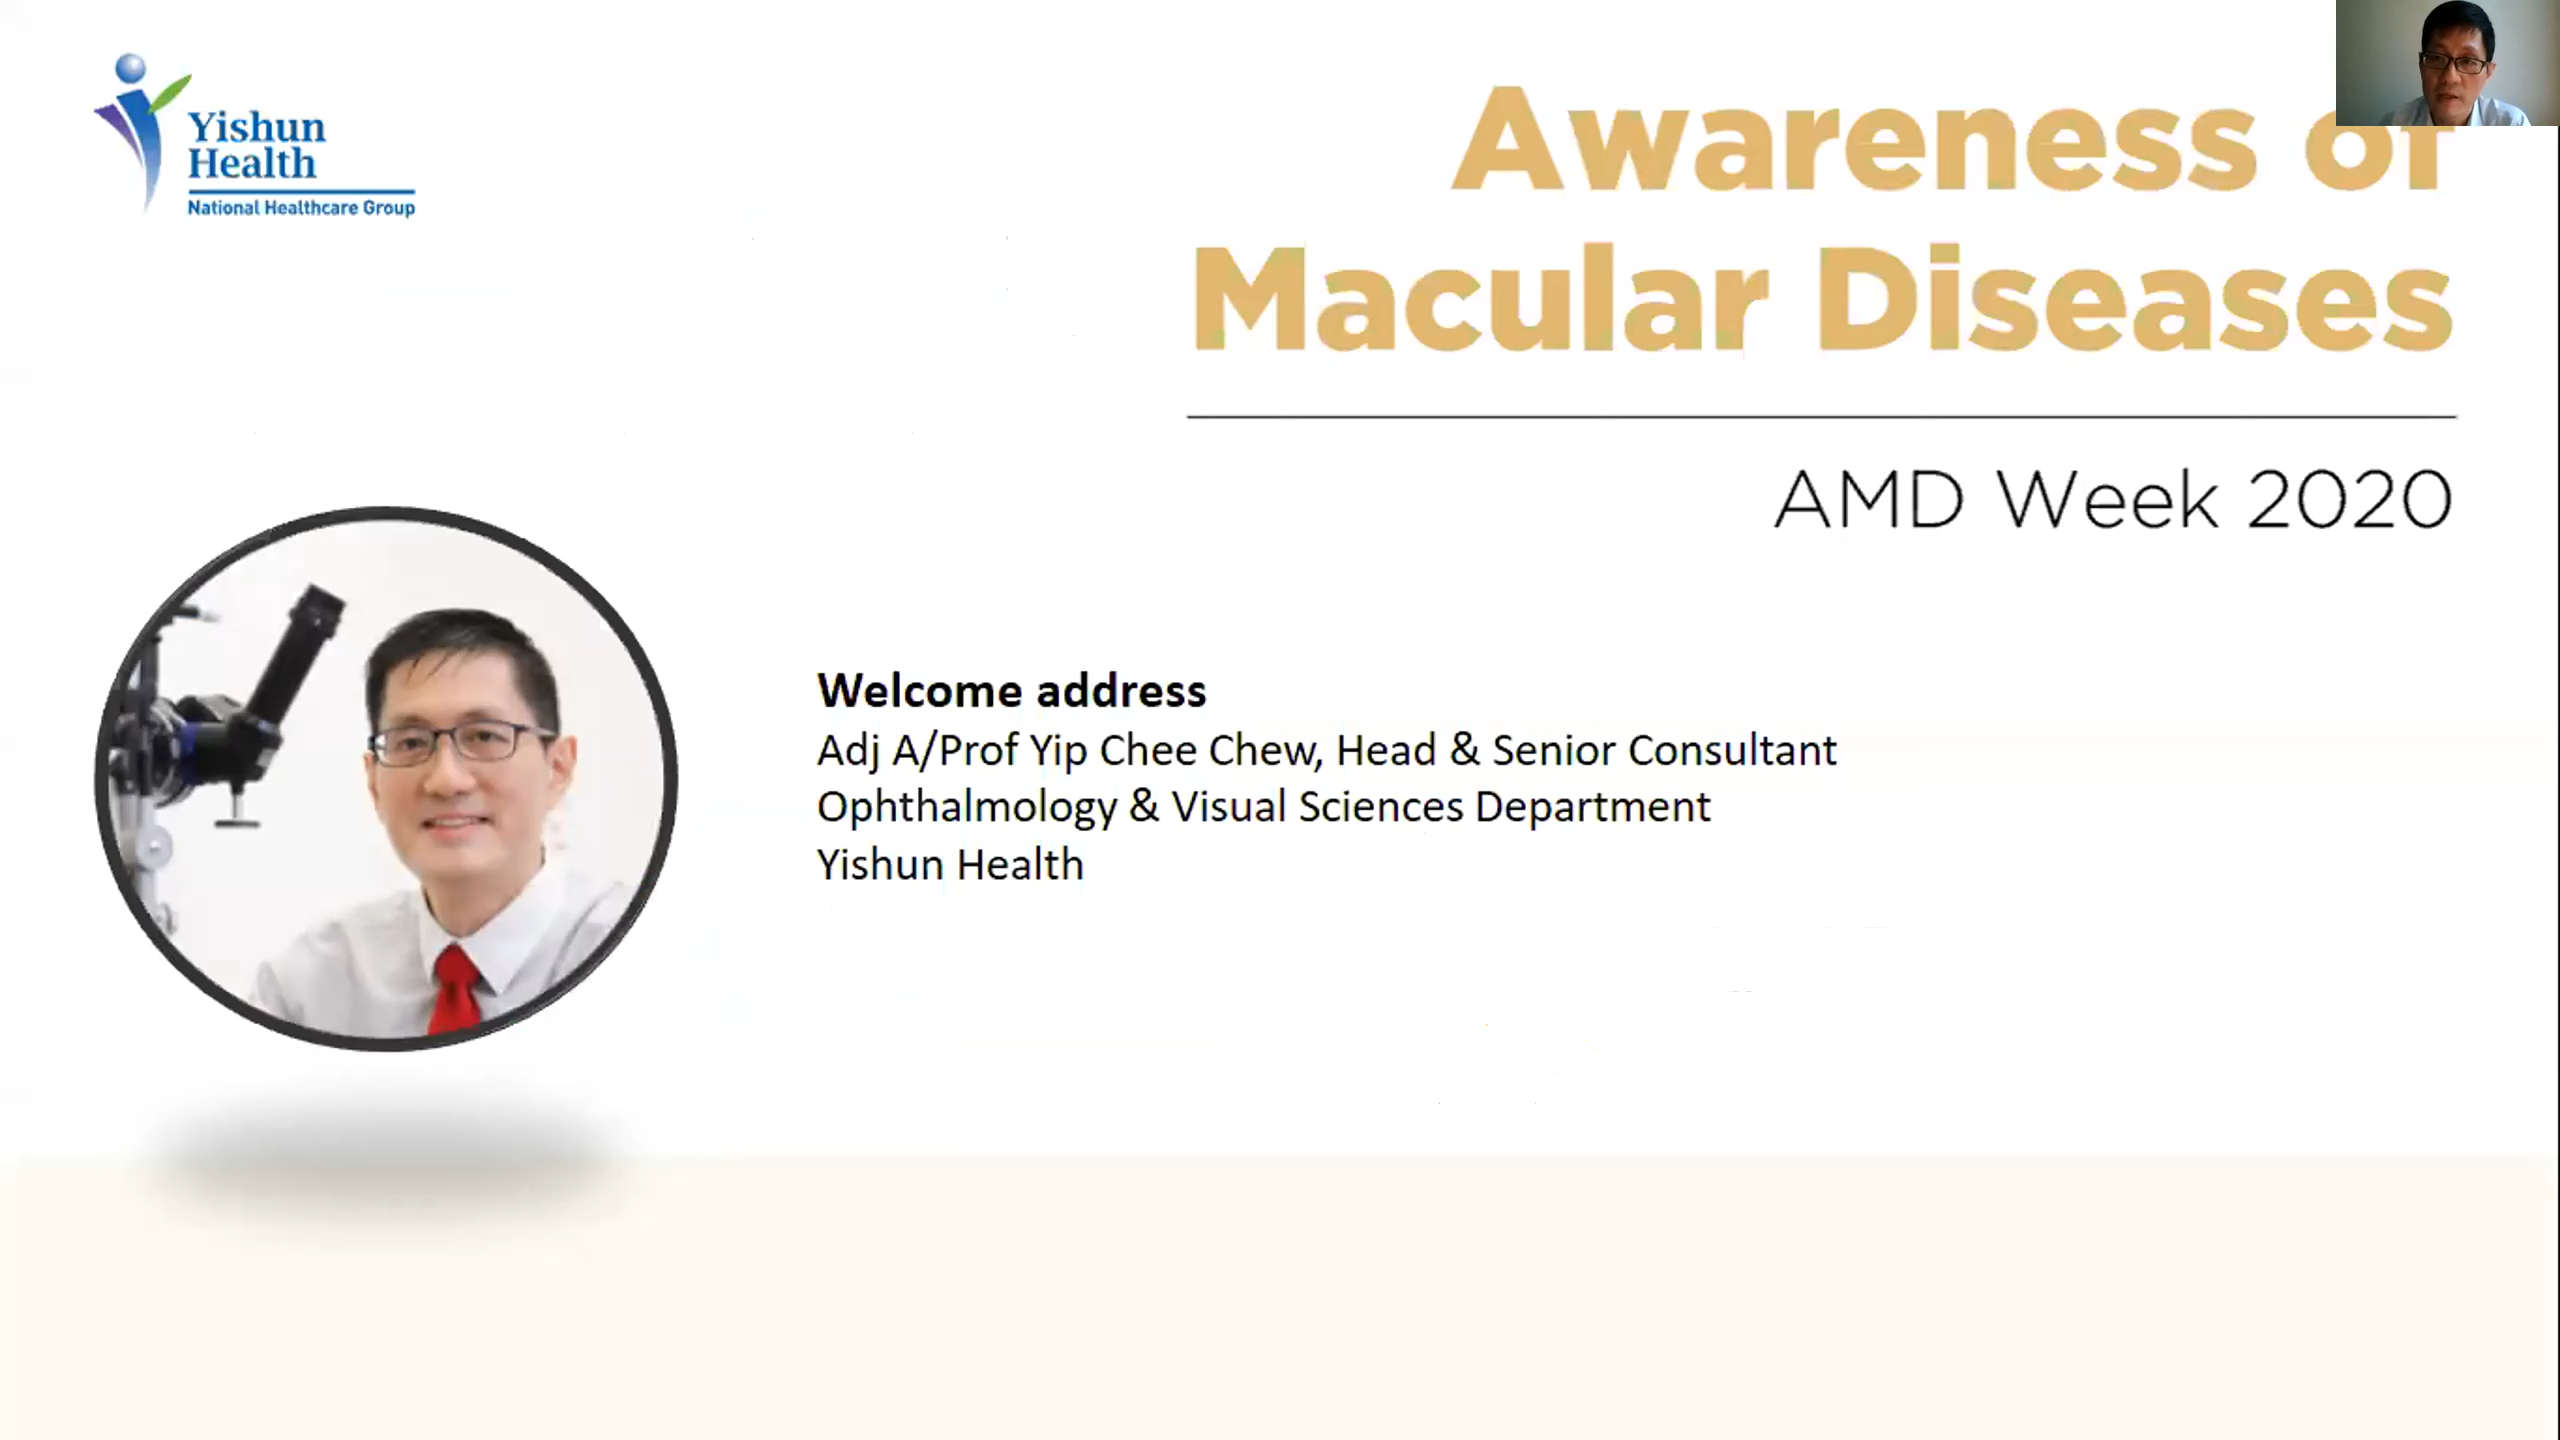 Yishun
Health
National Healthcare Group
Awareness of
Macular Diseases
AMD Week 2020
Welcome address
Adj A/Prof Yip Chee Chew, Head & Senior Consultant
Ophthalmology & Visual Sciences Department
Yishun Health